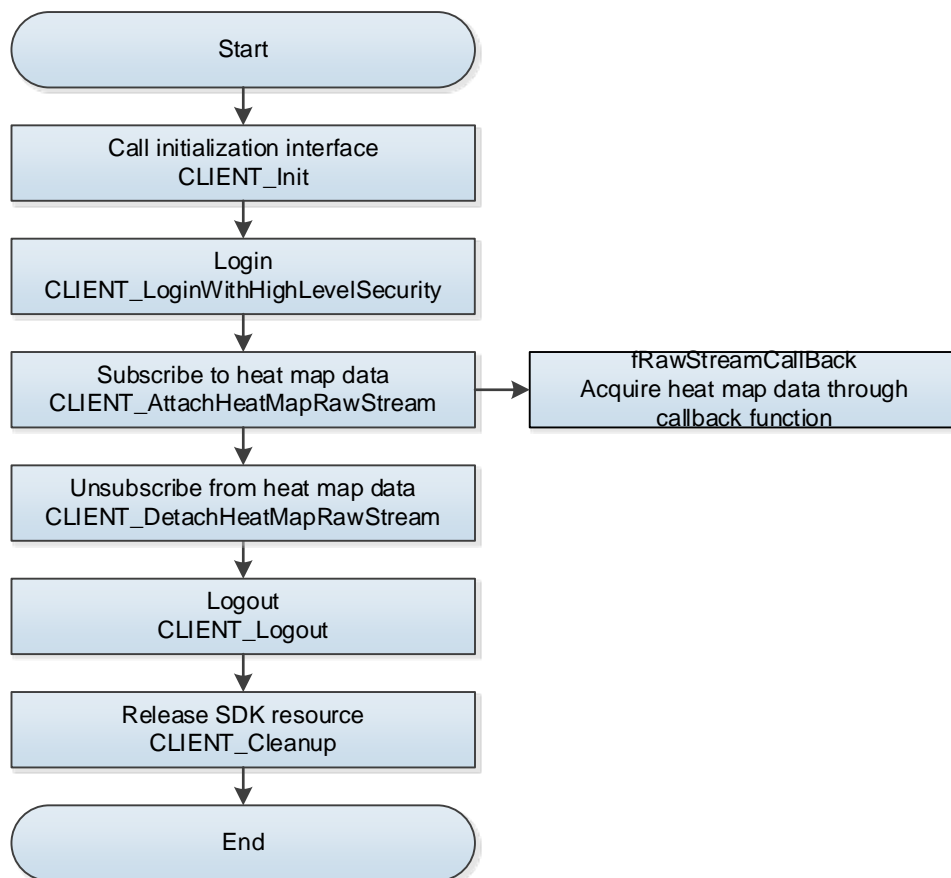 Start
Call initialization interface
CLIENT_Init
Login
CLIENT_LoginWithHighLevelSecurity
Subscribe to heat map data
CLIENT_AttachHeatMapRawStream
fRawStreamCallBack
Acquire heat map data through
callback function
Unsubscribe from heat map data
CLIENT_DetachHeatMapRawStream
Logout
CLIENT_Logout
Release SDK resource
CLIENT_Cleanup
End